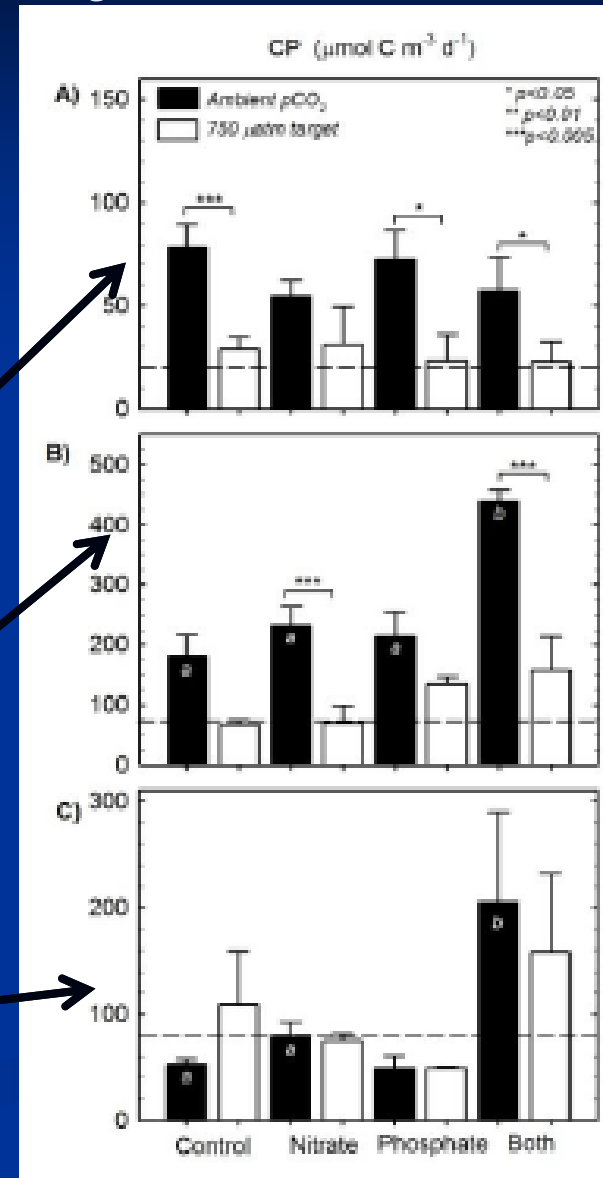 CP (μmol C m⁻³ d⁻¹)
A)
Ambient pCO₂
750 μatm target
* p<0.05
** p<0.01
***p<0.005
150
100
50
0
***
*
*
B)
500
400
300
200
100
0
***
***
a
a
a
b
C)
300
200
100
0
a
a
b
Control Nitrate Phosphate Both